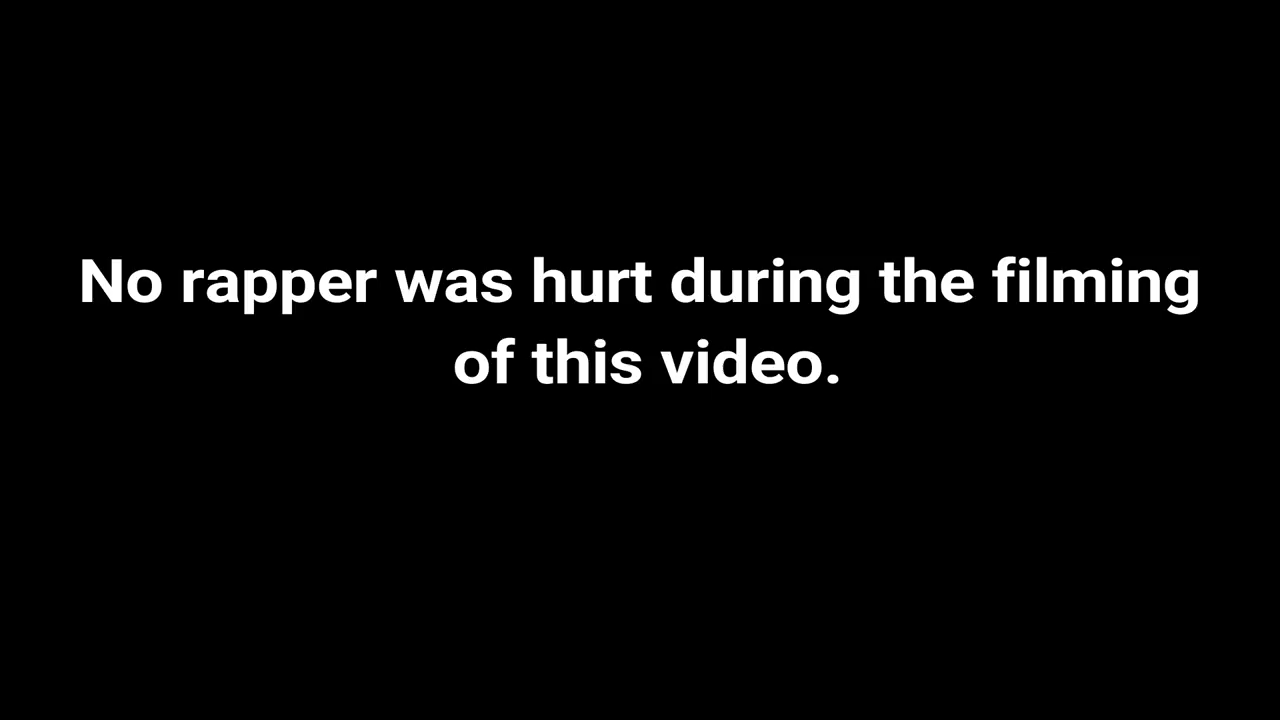 No rapper was hurt during the filming
of this video.